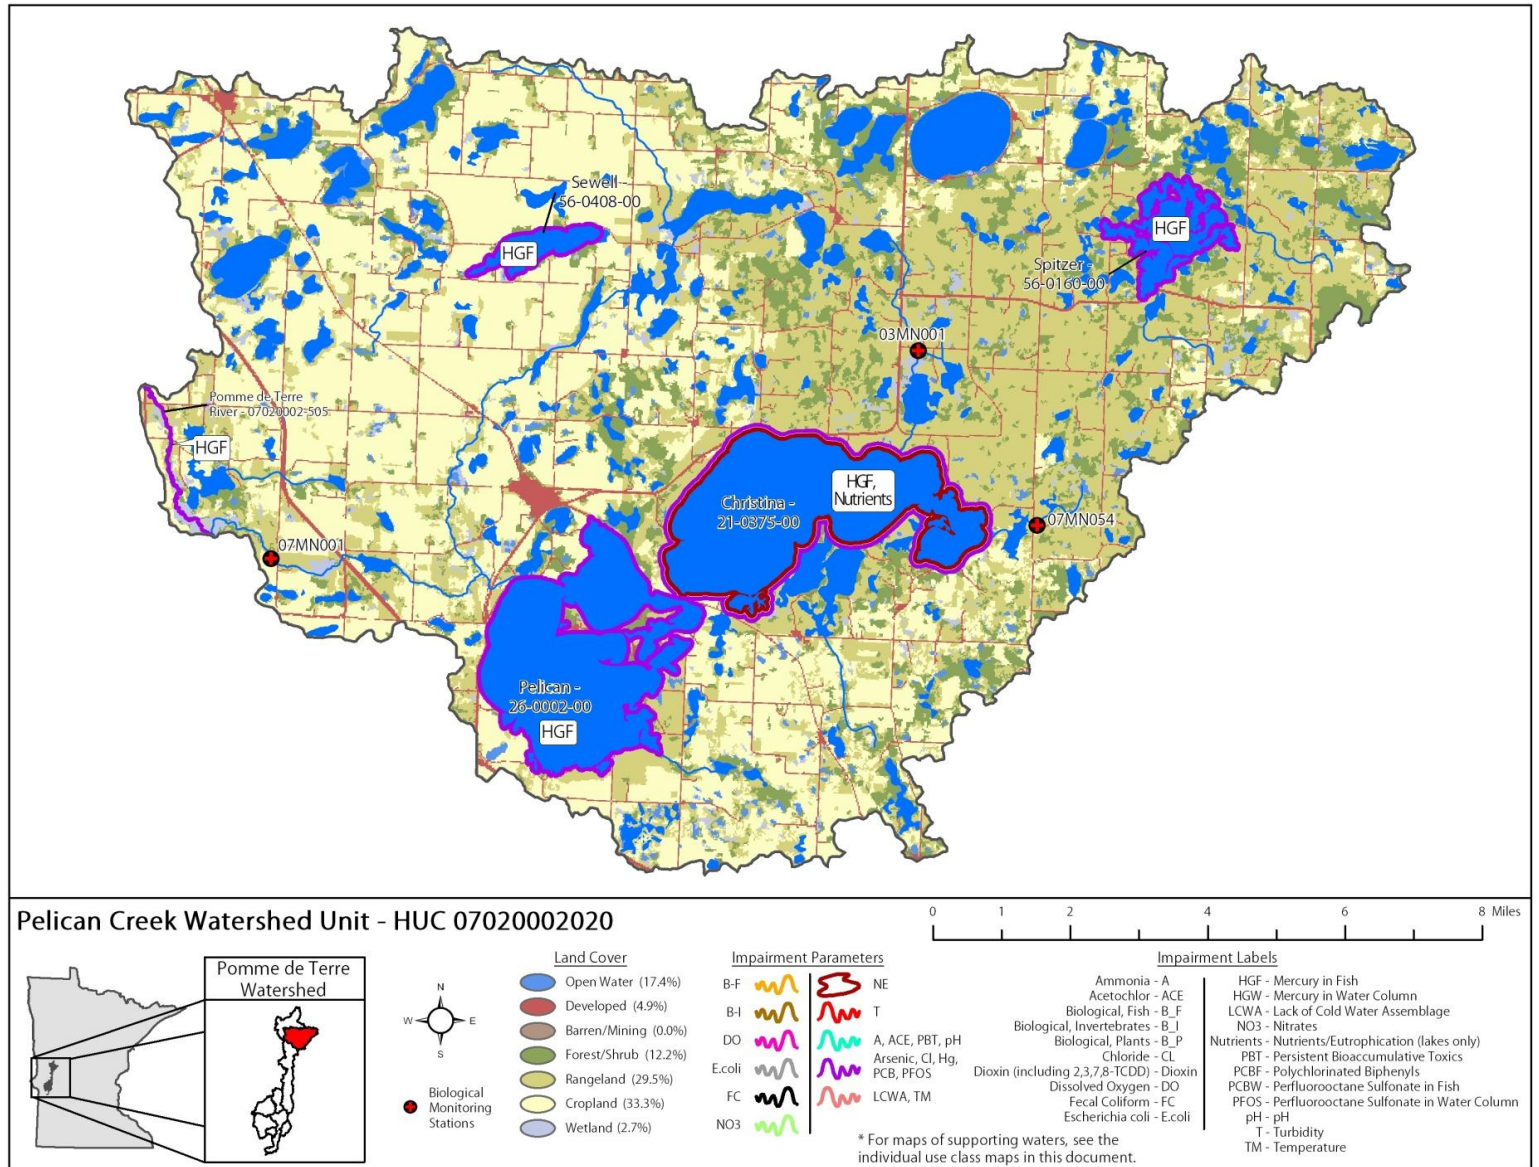 Sewell -
56-0408-00
HGF
HGF
Spitzer -
56-0160-00
03MN001
Pomme de Terre
River - 07020002-505
HGF
HGF,
Nutrients
Christina -
21-0375-00
07MN054
07MN001
Pelican -
26-0002-00
HGF
Pelican Creek Watershed Unit - HUC 07020002020
0 1 2 4 6 8 Miles
Pomme de Terre
Watershed
N
W E
S
Biological
Monitoring
Stations
Land Cover
Open Water (17.4%)
Developed (4.9%)
Barren/Mining (0.0%)
Forest/Shrub (12.2%)
Rangeland (29.5%)
Cropland (33.3%)
Wetland (2.7%)
Impairment Parameters
B-F
B-I
DO
E.coli
FC
NO3
NE
T
A, ACE, PBT, pH
Arsenic, Cl, Hg,
PCB, PFOS
LCWA, TM
Impairment Labels
Ammonia - A
Acetochlor - ACE
Biological, Fish - B_F
Biological, Invertebrates - B_I
Biological, Plants - B_P
Chloride - CL
Dioxin (including 2,3,7,8-TCDD) - Dioxin
Dissolved Oxygen - DO
Fecal Coliform - FC
Escherichia coli - E.coli
HGF - Mercury in Fish
HGW - Mercury in Water Column
LCWA - Lack of Cold Water Assemblage
NO3 - Nitrates
Nutrients - Nutrients/Eutrophication (lakes only)
PBT - Persistent Bioaccumulative Toxics
PCBF - Polychlorinated Biphenyls
PCBW - Perfluorooctane Sulfonate in Fish
PFOS - Perfluorooctane Sulfonate in Water Column
pH - pH
T - Turbidity
TM - Temperature
* For maps of supporting waters, see the
individual use class maps in this document.